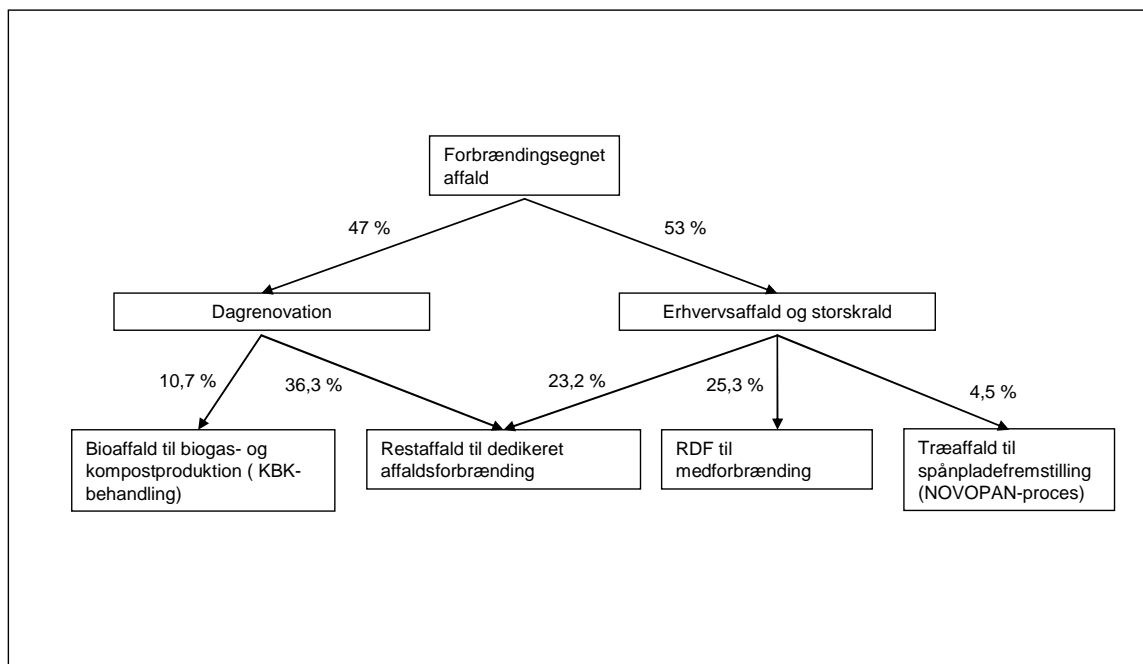 Forbrændingsegnet
affald
47 %
53 %
Dagrenovation
Erhvervsaffald og storskrald
10,7 %
36,3 %
23,2 %
25,3 %
4,5 %
Bioaffald til biogas- og
kompostproduktion ( KBK-
behandling)
Restaffald til dedikeret
affaldsforbrænding
RDF til
medforbrænding
Træaffald til
spånpladefremstilling
(NOVOPAN-proces)